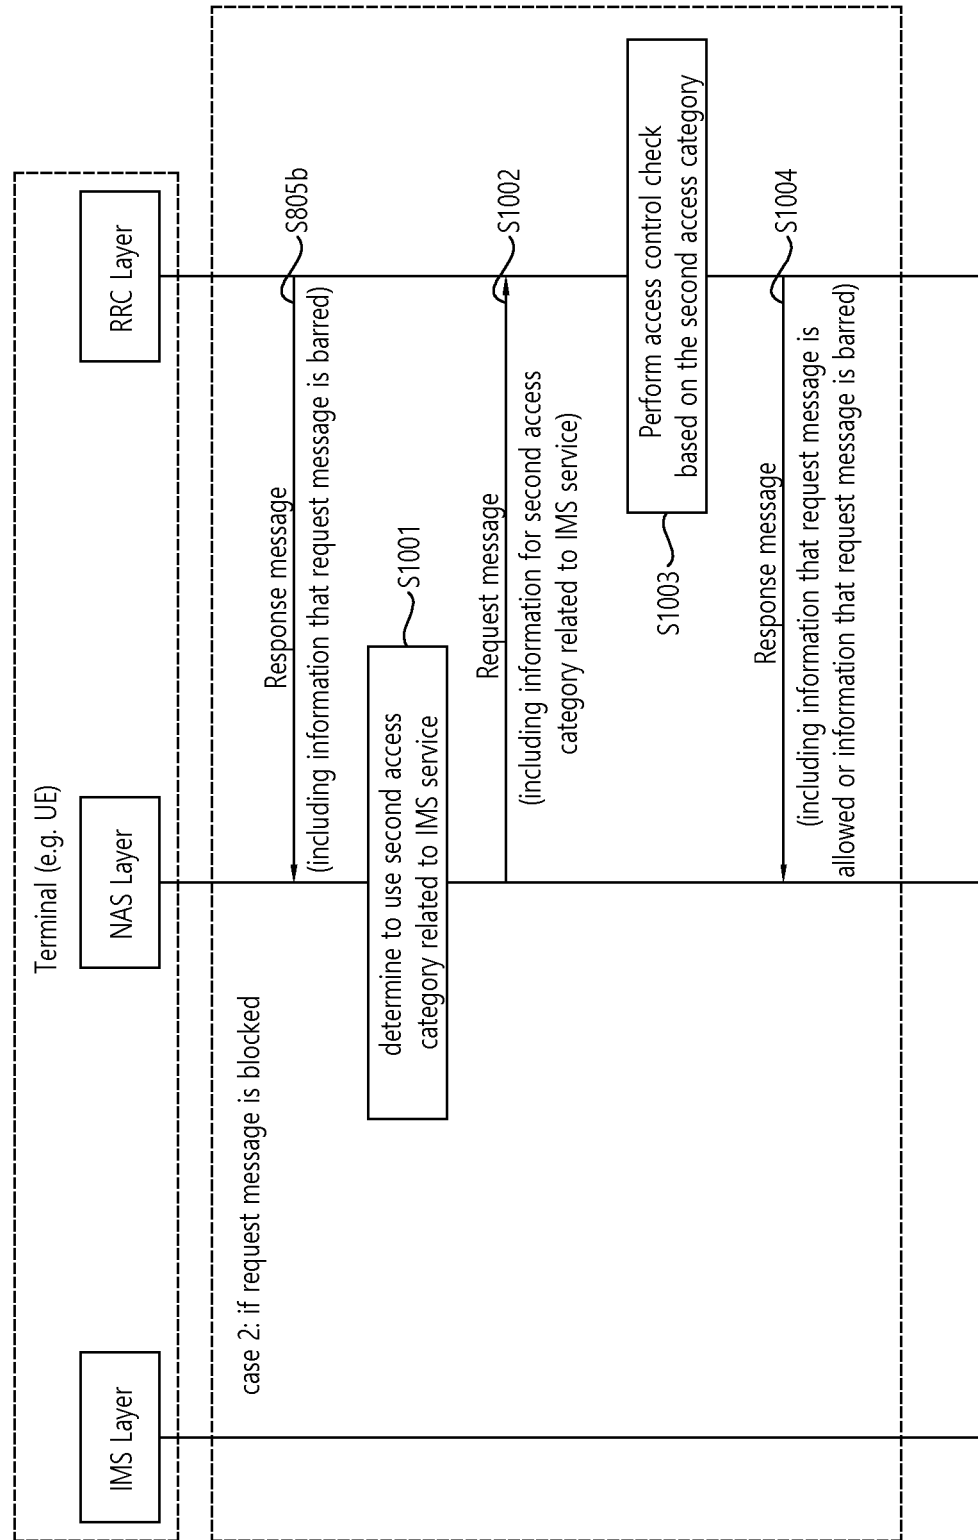 Terminal (e.g. UE)
IMS Layer
NAS Layer
RRC Layer
case 2: if request message is blocked
Response message
S805b
(including information that request message is barred)
determine to use second access
category related to IMS service
S1001
Request message
S1002
(including information for second access
category related to IMS service)
Perform access control check
based on the second access category
S1003
Response message
S1004
(including information that request message is
allowed or information that request message is barred)